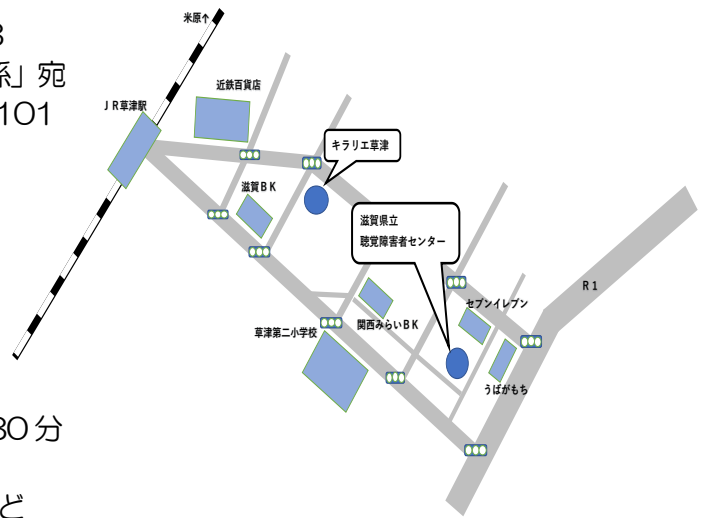 米原↑
係」宛
近鉄百貨店
101
JR草津駅
キラリエ草津
滋賀BK
滋賀県立
聴覚障害者センター
R1
セブンイレブン
関西みらいBK
草津第二小学校
うばがもち
30分
ど